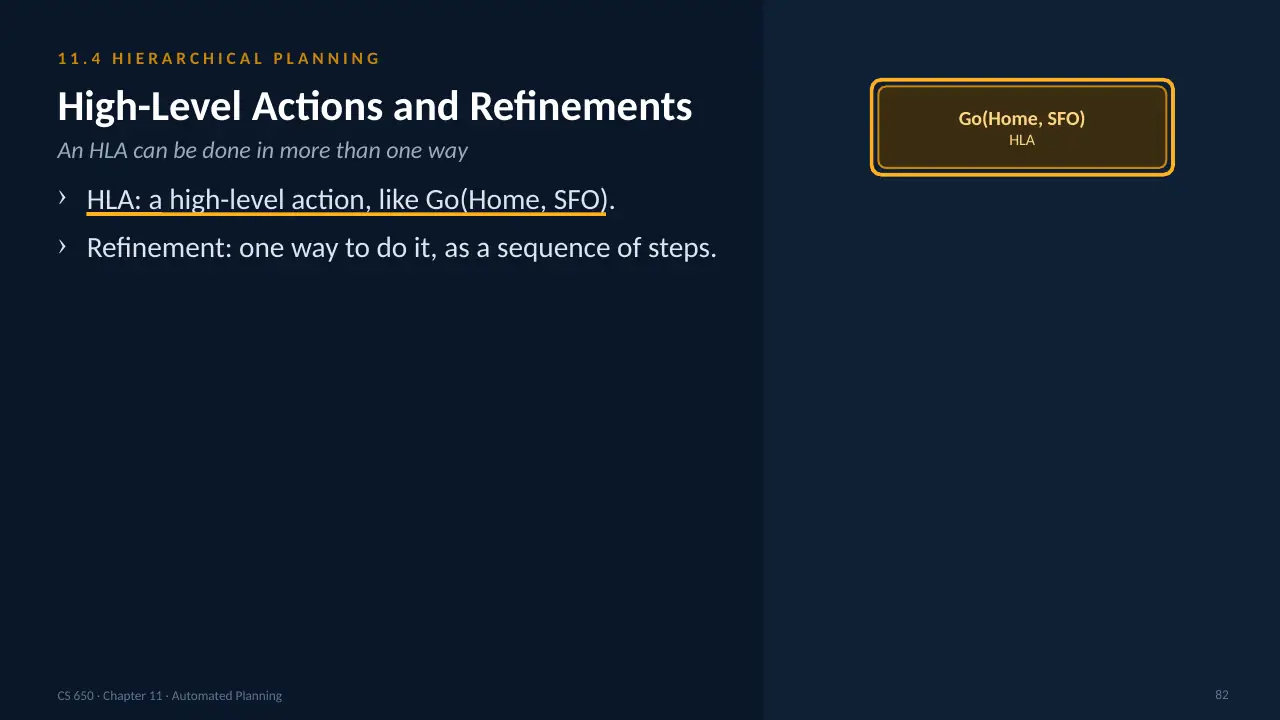 11.4 HIERARCHICAL PLANNING
High-Level Actions and Refinements
An HLA can be done in more than one way
› HLA: a high-level action, like Go(Home, SFO).
› Refinement: one way to do it, as a sequence of steps.
Go(Home, SFO)
HLA
CS 650 · Chapter 11 · Automated Planning
82